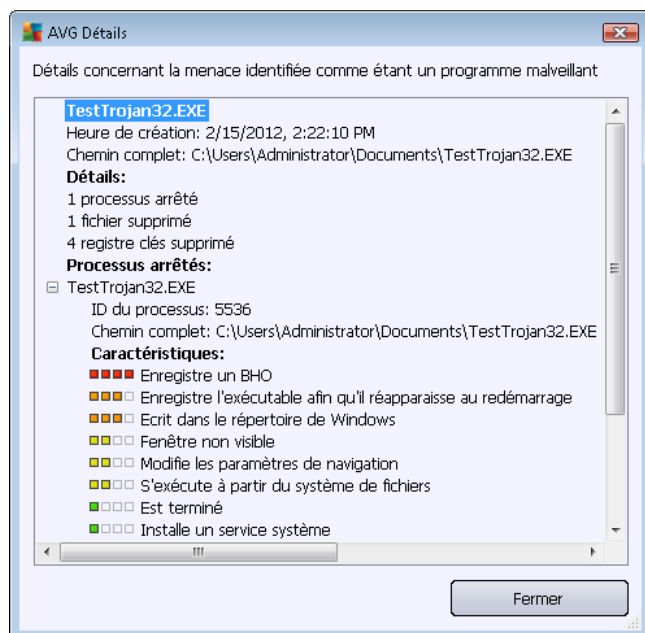 AVG Détails
Détails concernant la menace identifiée comme étant un programme malveillant
TestTrojan32.EXE
Heure de création: 2/15/2012, 2:22:10 PM
Chemin complet: C:\Users\Administrator\Documents\TestTrojan32.EXE
Détails:
1 processus arrêté
1 fichier supprimé
4 registre clés supprimé
Processus arrêtés:
TestTrojan32.EXE
ID du processus: 5536
Chemin complet: C:\Users\Administrator\Documents\TestTrojan32.EXE
Caractéristiques:
Enregistre un BHO
Enregistre l'exécutable afin qu'il réapparaisse au redémarrage
Ecrit dans le répertoire de Windows
Fenêtre non visible
Modifie les paramètres de navigation
S'exécute à partir du système de fichiers
Est terminé
Installe un service système
Fermer